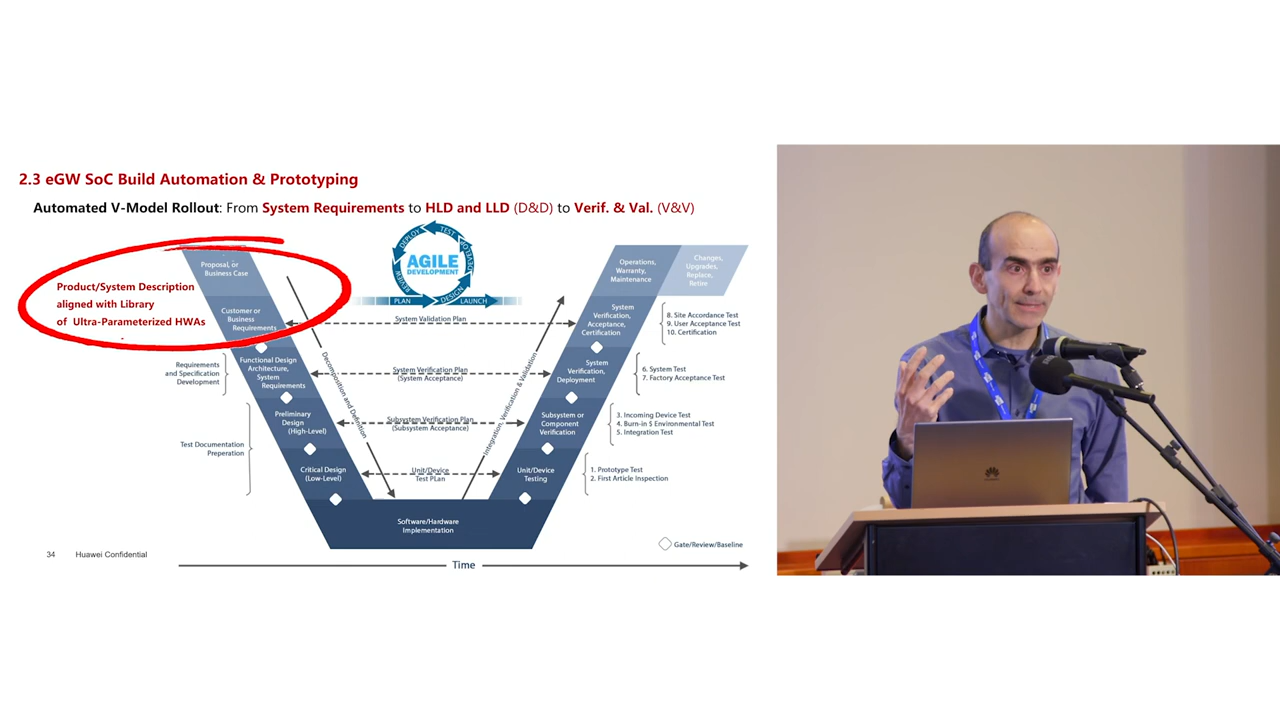 2.3 eGW SoC Build Automation & Prototyping
Automated V-Model Rollout: From System Requirements to HLD and LLD (D&D) to Verif. & Val. (V&V)
Proposal, or
Business Case
Product/System Description
aligned with Library
of Ultra-Parameterized HWAs
Customer or
Business
Requirements
DEPLOY
TEST
DEVELOP
DESIGN
REVIEW
AGILE
DEVELOPMENT
PLAN
LAUNCH
Operations,
Warranty,
Maintenance
Changes,
Upgrades,
Replace,
Retire
System Validation Plan
System
Verification,
Acceptance,
Certification
8. Site Accordance Test
9. User Acceptance Test
10. Certification
Requirements
and Specification
Development
Functional Design
Architecture,
System
Requirements
Decomposition and Definition
System Verification Plan
(System Acceptance)
Integration, Verification & Validation
System
Verification,
Deployment
6. System Test
7. Factory Acceptance Test
Test Documentation
Preperation
Preliminary
Design
(High-Level)
Subsystem Verification Plan
(Subsystem Acceptance)
Subsystem or
Component
Verification
3. Incoming Device Test
4. Burn-in S Environmental Test
5. Integration Test
Critical Design
(Low-Level)
Unit/Device
Test PLan
Unit/Device
Testing
1. Prototype Test
2. First Article Inspection
Software/Hardware
Implementation
Gate/Review/Baseline
34 Huawei Confidential
Time